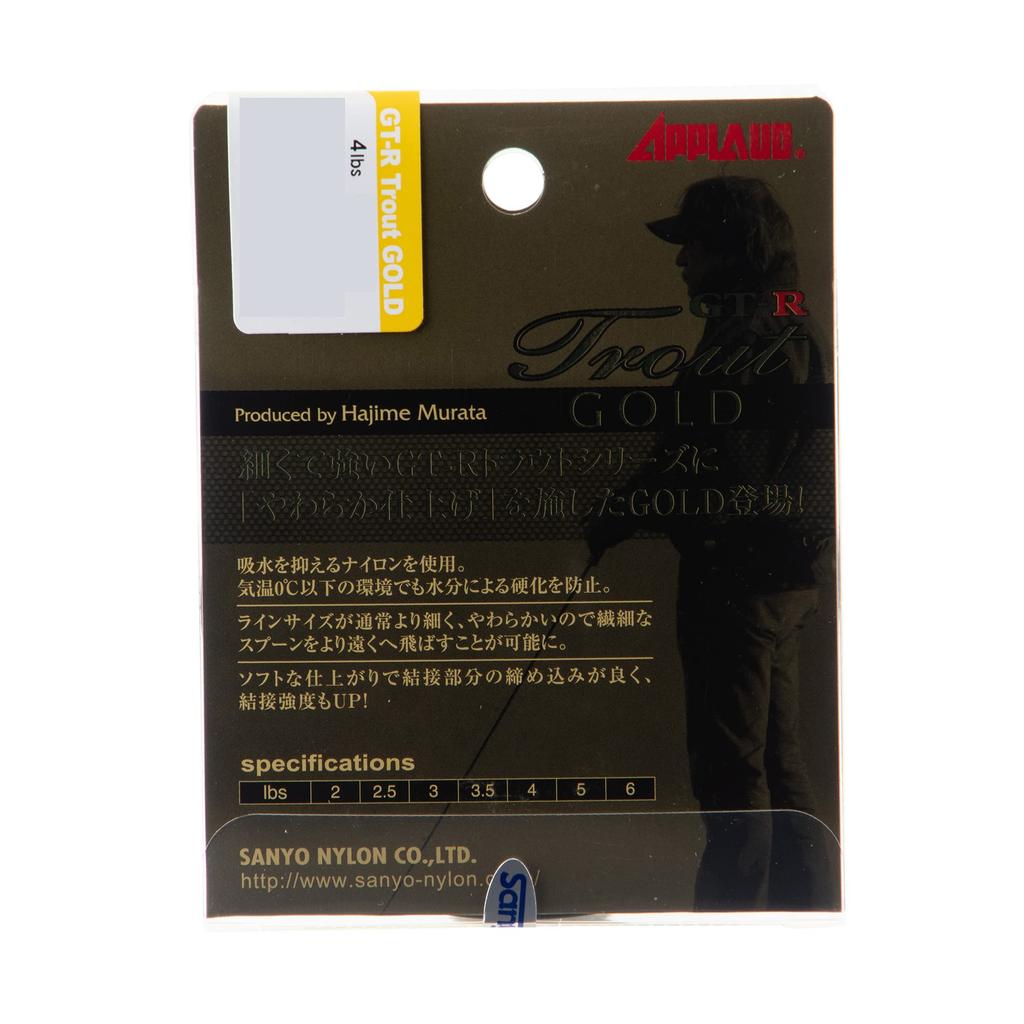 GT-R Trout GOLD
4lbs
APPLAUD
GT-R
Trout
GOLD
Produced by Hajime Murata
細くて強いGT-Rトラウトシリーズに
「やわらか仕上げ」を施したGOLD登場!
吸水を抑えるナイロンを使用。
気温0℃以下の環境でも水分による硬化を防止。
ラインサイズが通常より細く、やわらかいので繊細な
スプーンをより遠くへ飛ばすことが可能に。
ソフトな仕上がりで結接部分の締め込みが良く、
結接強度もUP!
specifications
lbs 2 2.5 3 3.5 4 5 6
SANYO NYLON CO.,LTD.
http://www.sanyo-nylon.
San